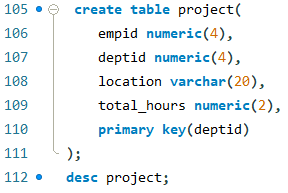 105 create table project(
106 empid numeric(4),
107 deptid numeric(4),
108 location varchar(20),
109 total_hours numeric(2),
110 primary key(deptid)
111 );
112 desc project;